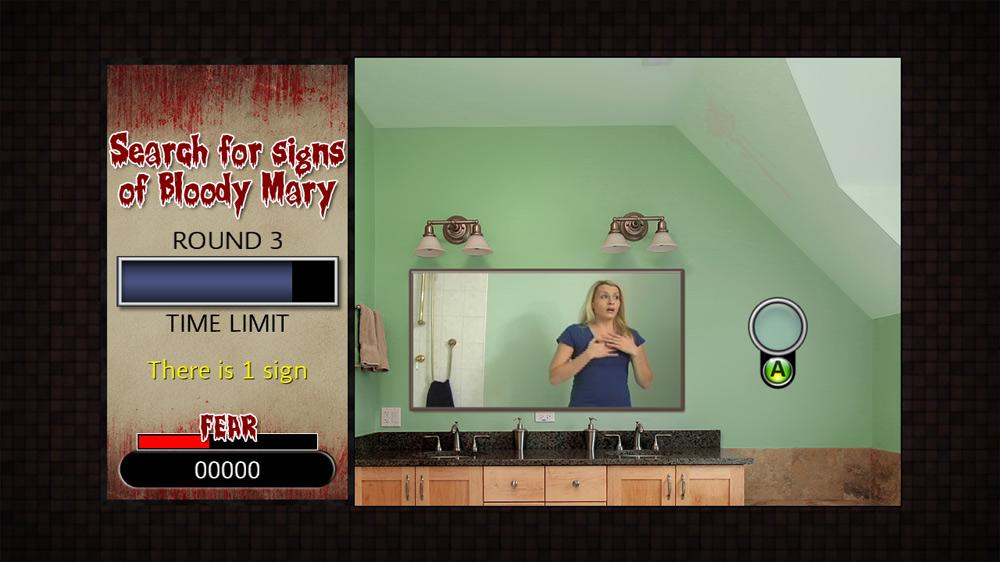 Search for signs
of Bloody Mary
ROUND 3
TIME LIMIT
There is 1 sign
FEAR
00000
A